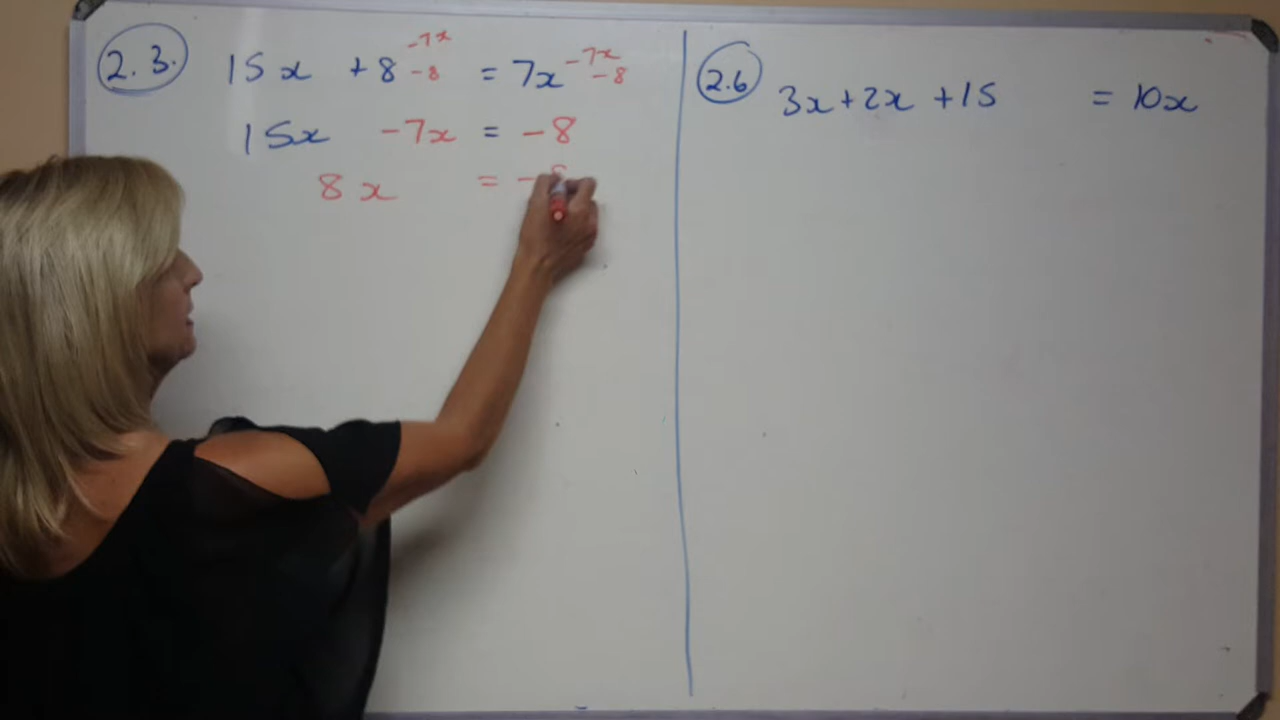 2.3. 15x + 8 -7x -8 = 7x -7x -8
15x -7x = -8
8x = -8
2.6 3x+2x +15 = 10x